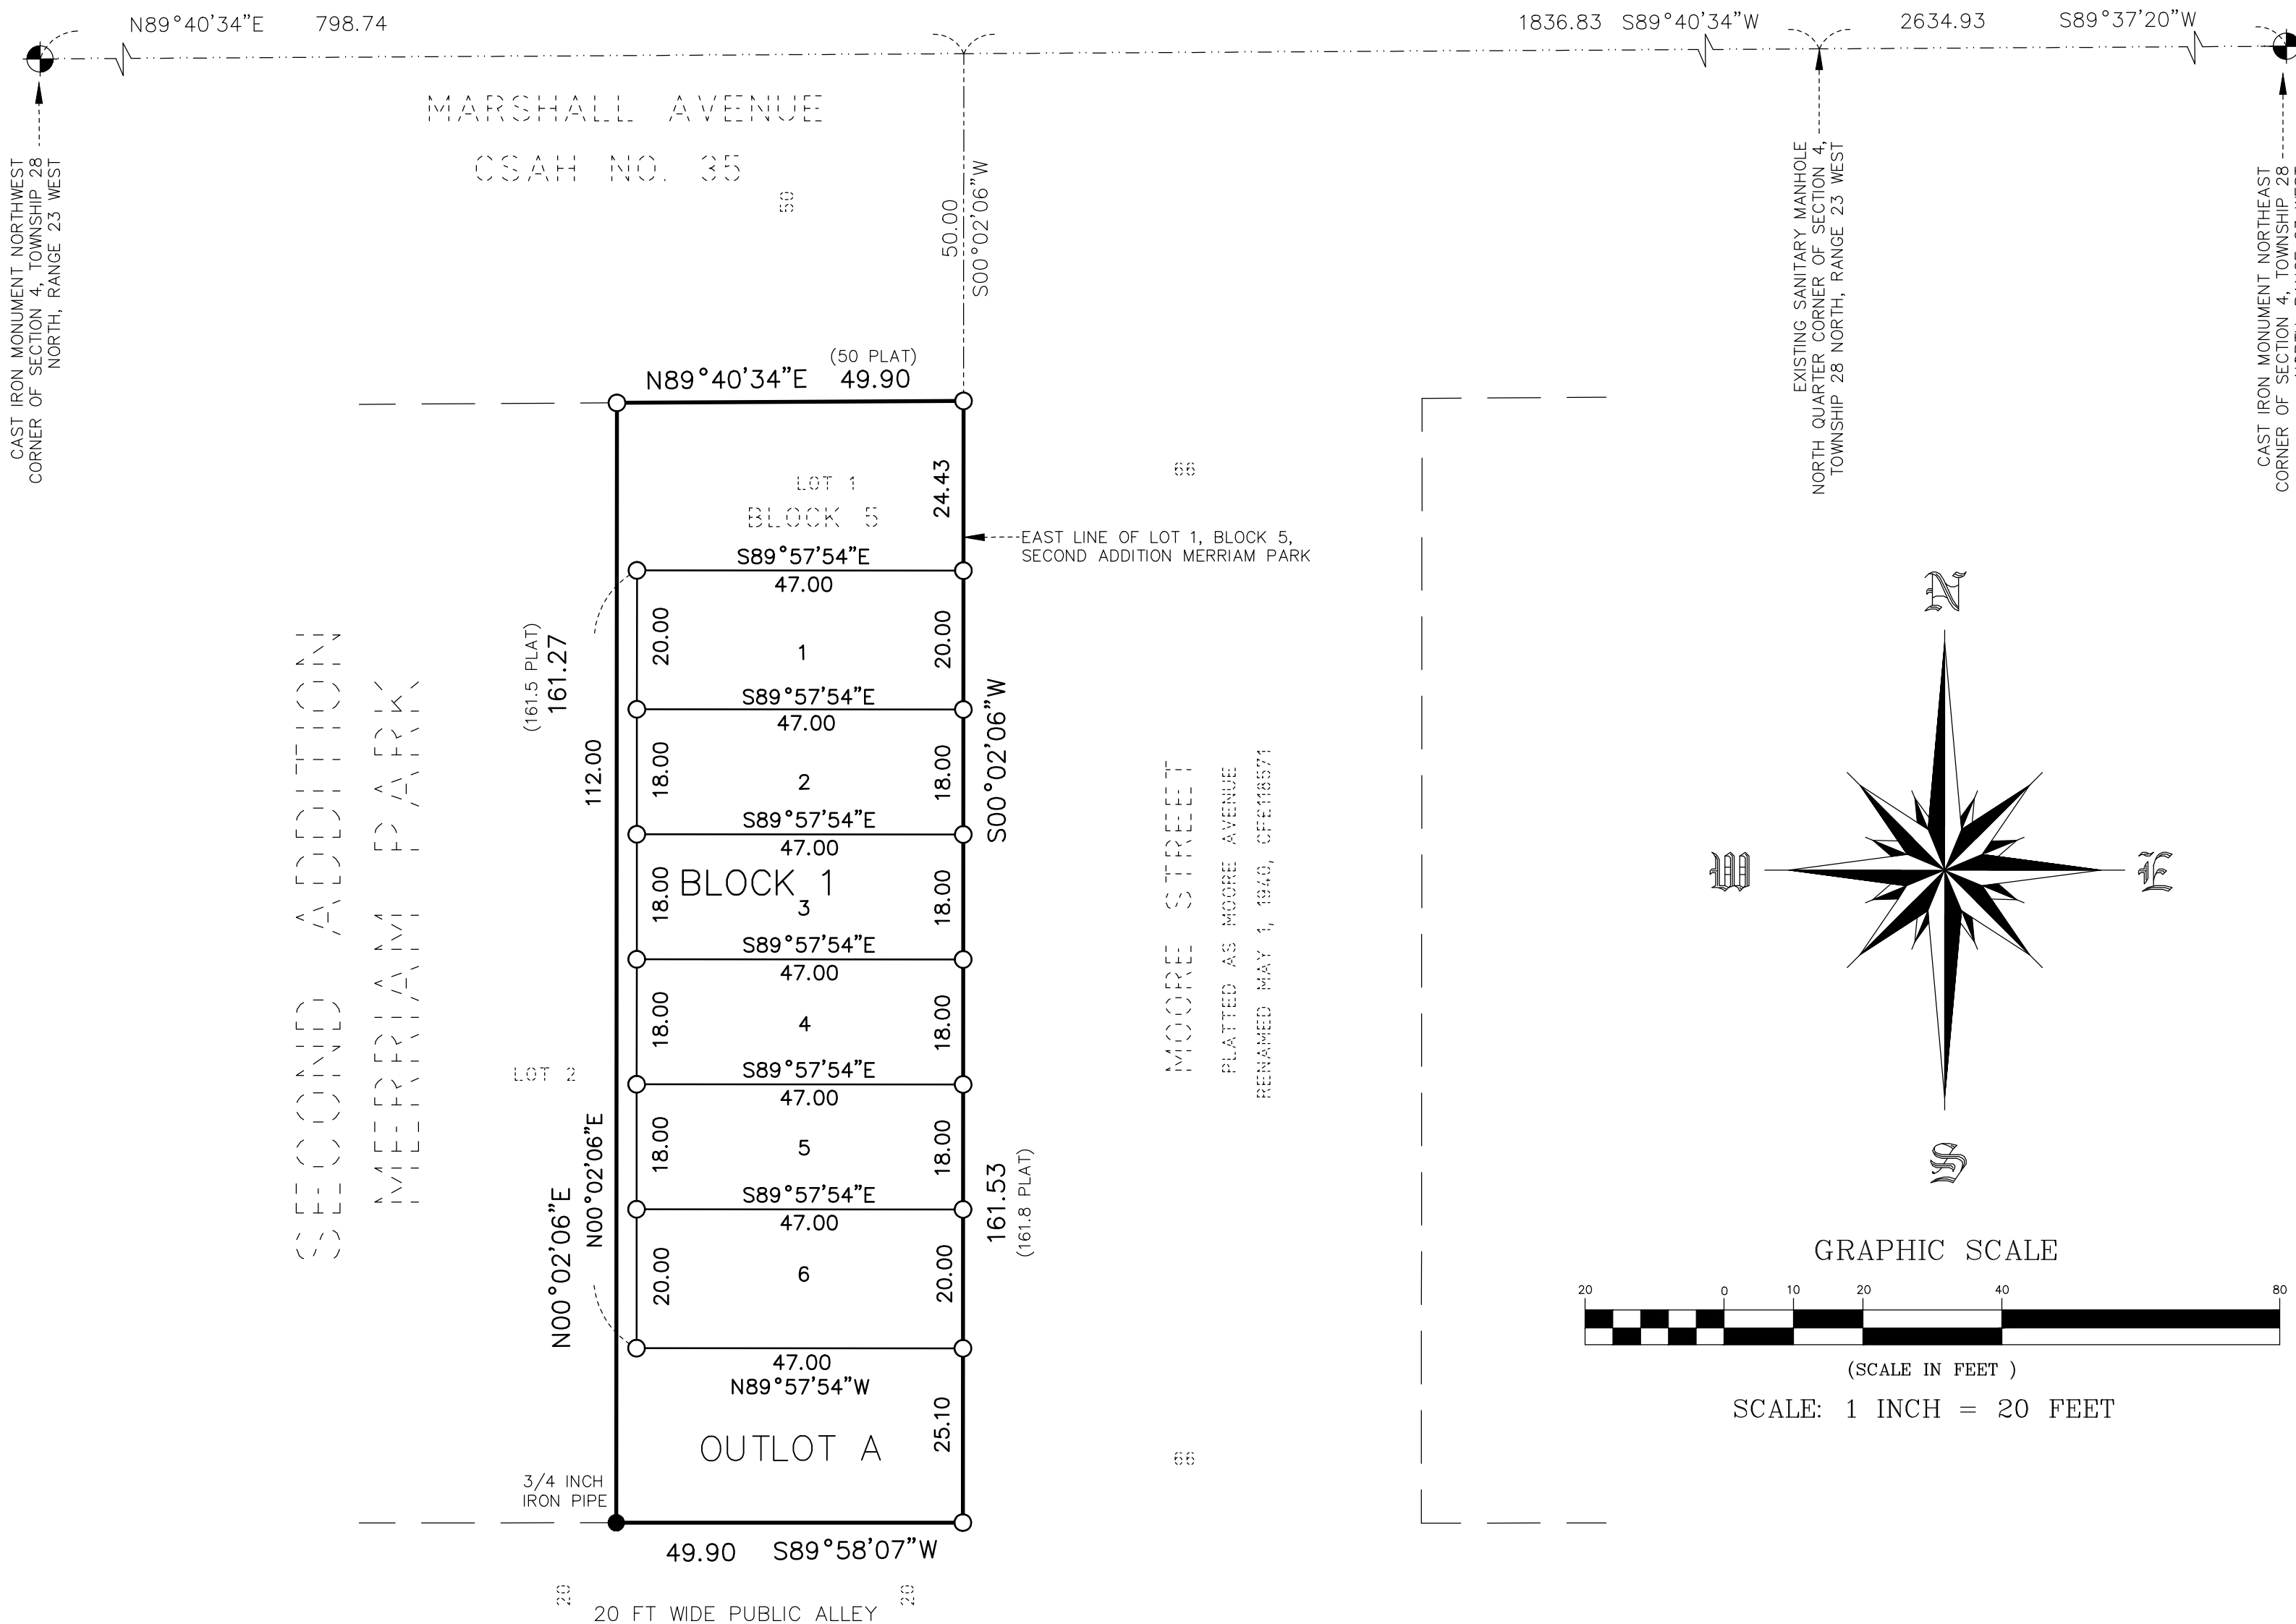 N89°40'34"E 798.74
1836.83 S89°40'34"W
2634.93 S89°37'20"W
MARSHALL AVENUE
CSAH NO. 35
CAST IRON MONUMENT NORTHWEST
CORNER OF SECTION 4, TOWNSHIP 28
NORTH, RANGE 23 WEST
50.00
S00°02'06"W
EXISTING SANITARY MANHOLE
NORTH QUARTER CORNER OF SECTION 4,
TOWNSHIP 28 NORTH, RANGE 23 WEST
CAST IRON MONUMENT NORTHEAST
CORNER OF SECTION 4, TOWNSHIP 28
(50 PLAT)
N89°40'34"E 49.90
LOT 1
BLOCK 5
24.43
66
EAST LINE OF LOT 1, BLOCK 5,
SECOND ADDITION MERRIAM PARK
S89°57'54"E
47.00
20.00
1
20.00
(161.5 PLAT)
161.27
S89°57'54"E
47.00
112.00
18.00
2
18.00
S00°02'06"W
S89°57'54"E
47.00
BLOCK 1
18.00
3
18.00
S89°57'54"E
47.00
18.00
4
18.00
SECOND ADDITION
MERRIAM PARK
LOT 2
MOORE STREET
PLATTED AS MOORE AVENUE
S89°57'54"E
47.00
N00°02'06"E
18.00
5
18.00
161.53
(161.8 PLAT)
S89°57'54"E
47.00
N00°02'06"E
20.00
6
20.00
47.00
N89°57'54"W
25.10
OUTLOT A
66
3/4 INCH
IRON PIPE
49.90 S89°58'07"W
20
20
20 FT WIDE PUBLIC ALLEY
N
W
E
S
GRAPHIC SCALE
20 0 10 20 40 80
(SCALE IN FEET )
SCALE: 1 INCH = 20 FEET